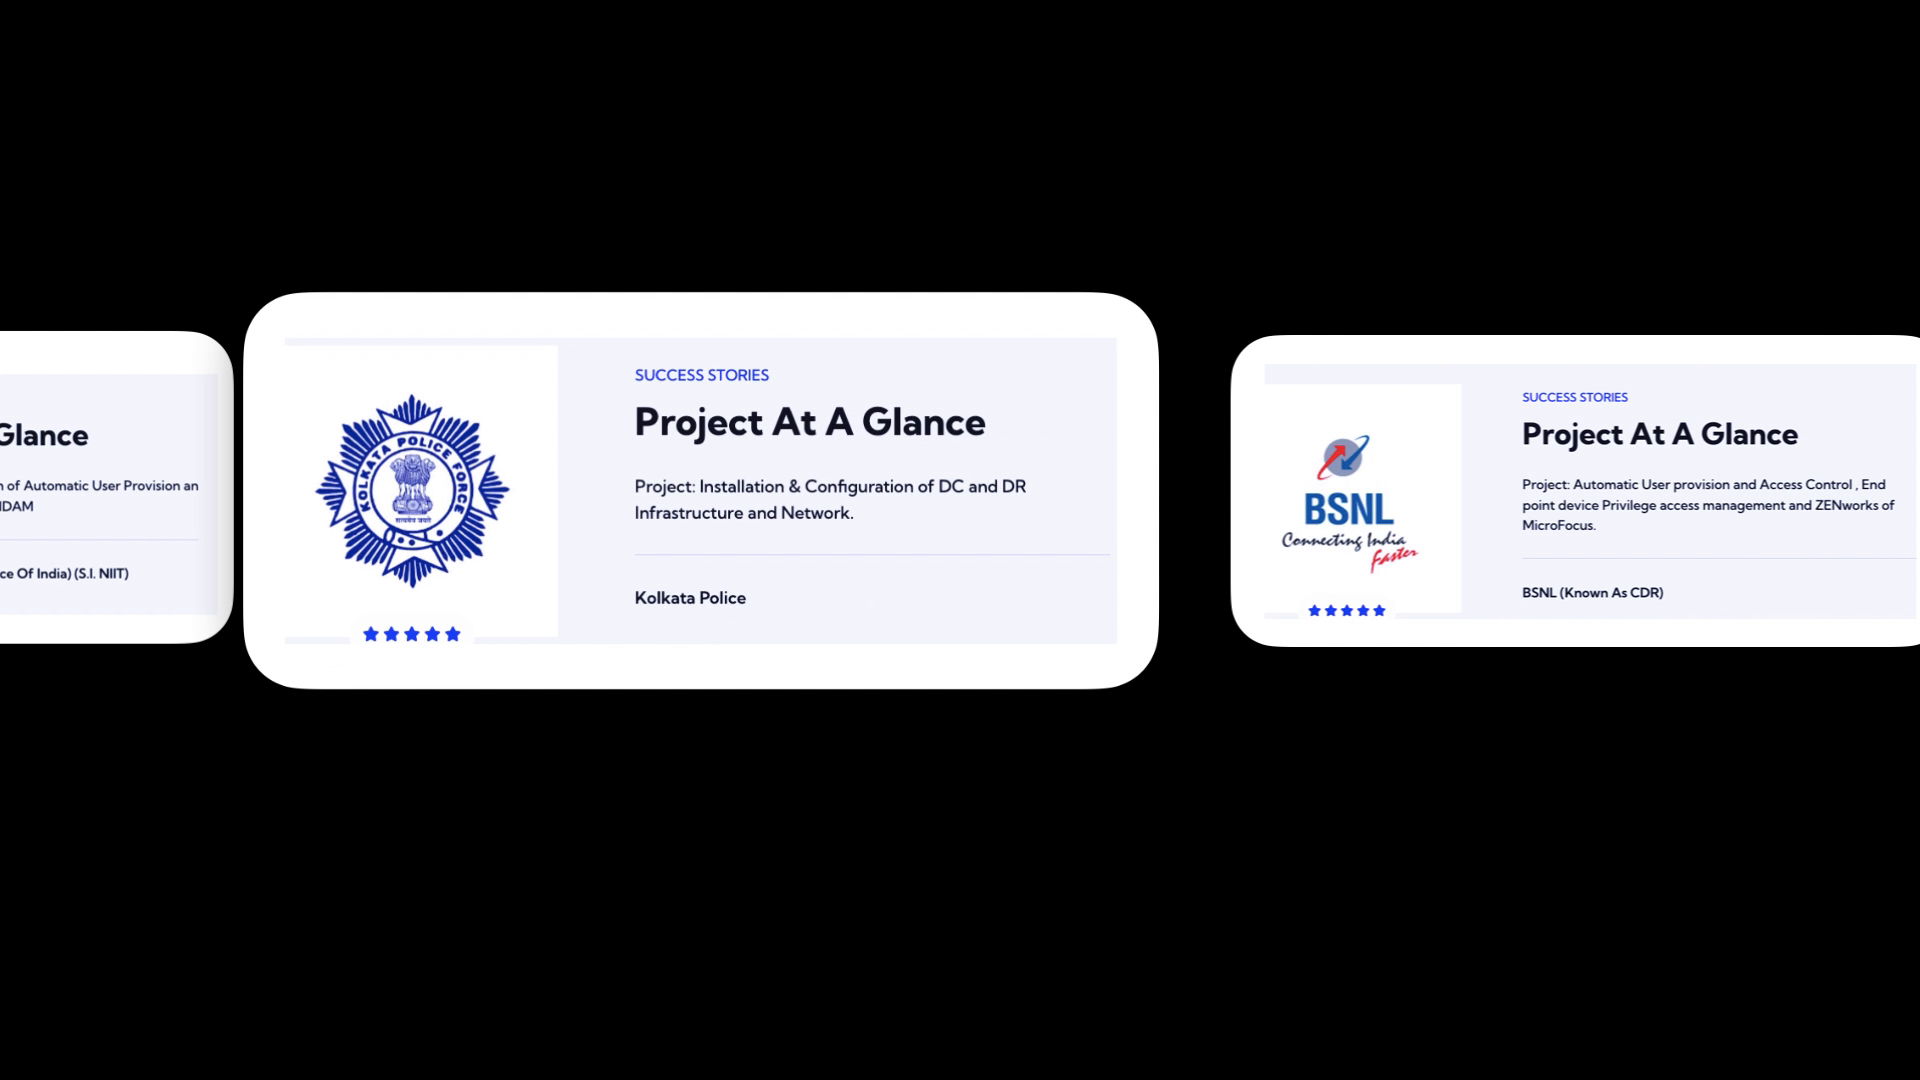 Glance
n of Automatic User Provision an
IDAM
ce Of India) (S.I. NIIT)
KOLKATA POLICE FORCE
सत्यमेव जयते
SUCCESS STORIES
Project At A Glance
Project: Installation & Configuration of DC and DR
Infrastructure and Network.
Kolkata Police
BSNL
Connecting India
Faster
SUCCESS STORIES
Project At A Glance
Project: Automatic User provision and Access Control , End
point device Privilege access management and ZENworks of
MicroFocus.
BSNL (Known As CDR)